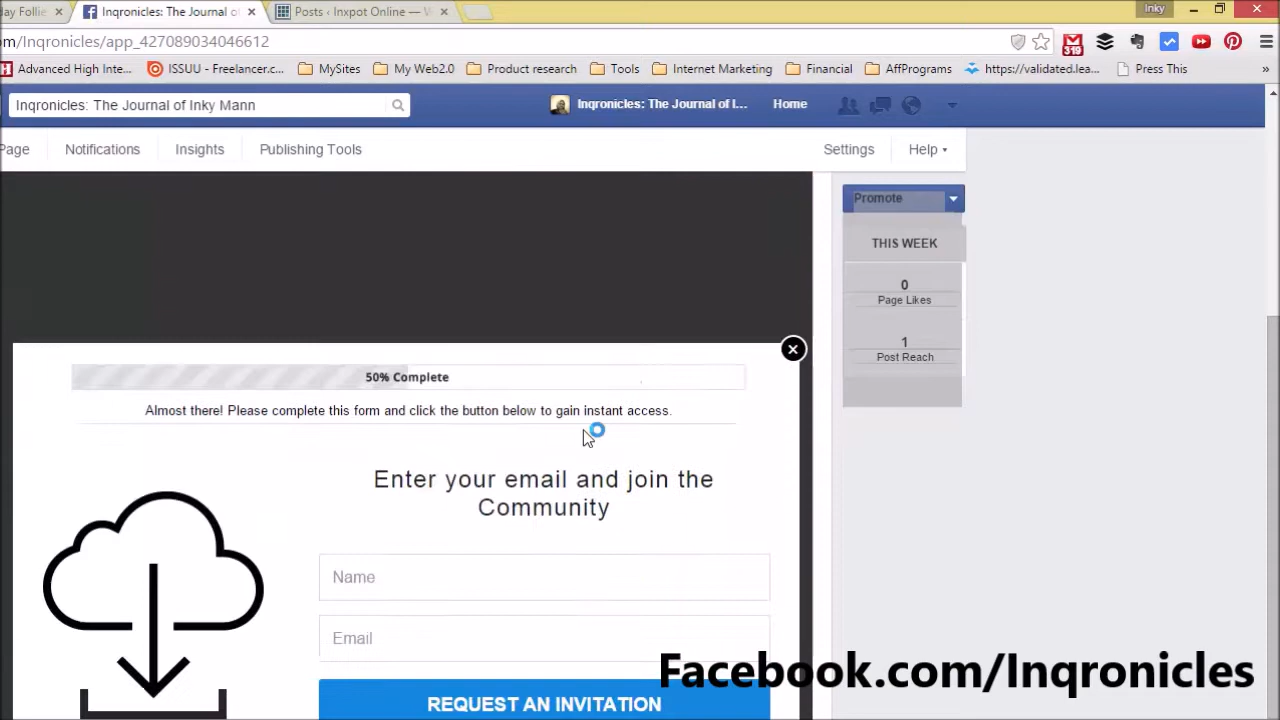 day Follie
Inqronicles: The Journal of
Posts ‹ Inxpot Online — W
Inky
om/Inqronicles/app_427089034046612
319
Advanced High Inte...
ISSUU - Freelancer.c...
MySites
My Web2.0
Product research
Tools
Internet Marketing
Financial
AffPrograms
https://validated.lea...
Press This
»
Inqronicles: The Journal of Inky Mann
Inqronicles: The Journal of I...
Home
Page
Notifications
Insights
Publishing Tools
Settings
Help
Promote
THIS WEEK
0
Page Likes
1
Post Reach
50% Complete
Almost there! Please complete this form and click the button below to gain instant access.
Enter your email and join the
Community
Name
Email
REQUEST AN INVITATION
Facebook.com/Inqronicles